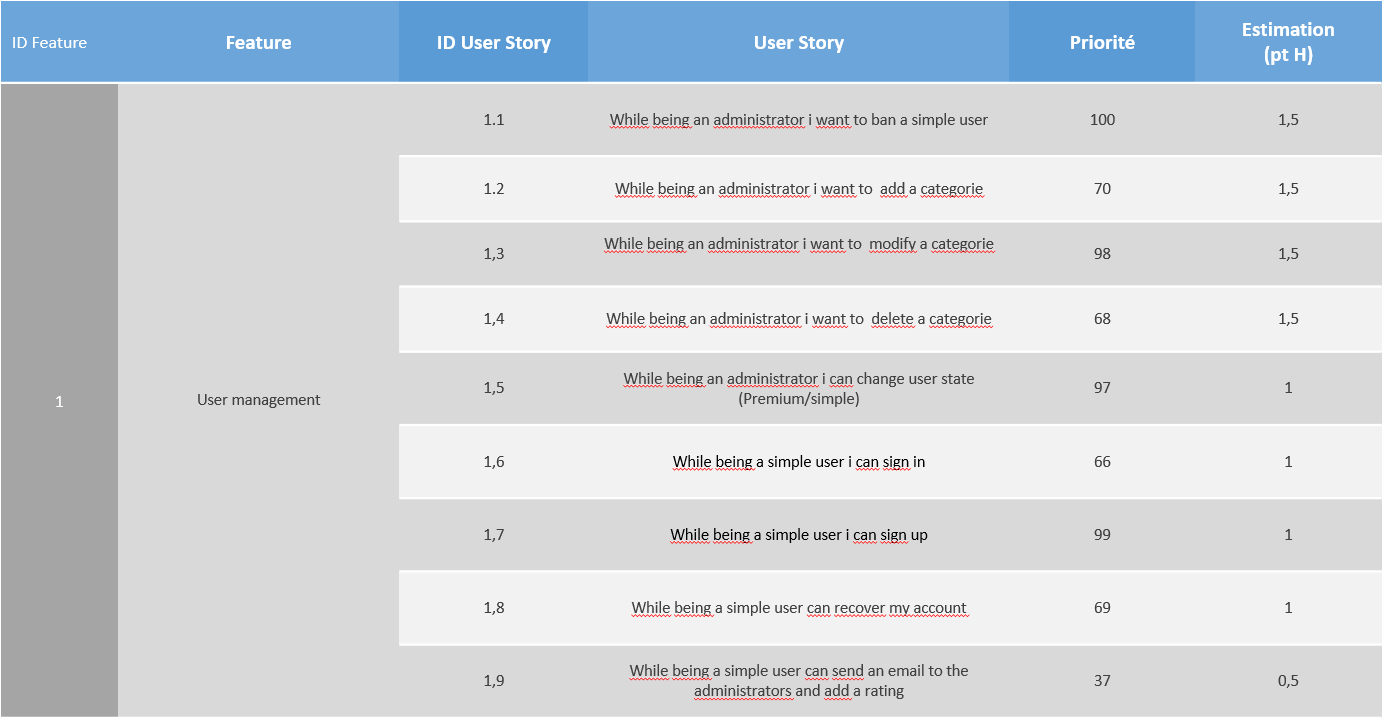 ID Feature
Feature
ID User Story
User Story
Priorité
Estimation
(pt H)
1
User management
1.1
While being an administrator i want to ban a simple user
100
1,5
1.2
While being an administrator i want to  add a categorie
70
1,5
1,3
While being an administrator i want to  modify a categorie
98
1,5
1,4
While being an administrator i want to  delete a categorie
68
1,5
1,5
While being an administrator i can change user state
(Premium/simple)
97
1
1,6
While being a simple user i can sign in
66
1
1,7
While being a simple user i can sign up
99
1
1,8
While being a simple user can recover my account
69
1
1,9
While being a simple user can send an email to the
administrators and add a rating
37
0,5